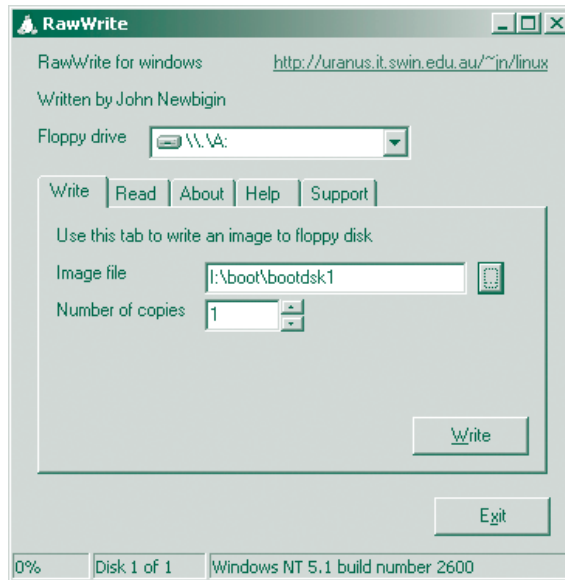 RawWrite
RawWrite for windows http://uranus.it.swin.edu.au/~jn/linux
Written by John Newbigin
Floppy drive \\.\A:
Write Read About Help Support
Use this tab to write an image to floppy disk
Image file I:\boot\bootdsk1
Number of copies 1
Write
Exit
0% Disk 1 of 1 Windows NT 5.1 build number 2600